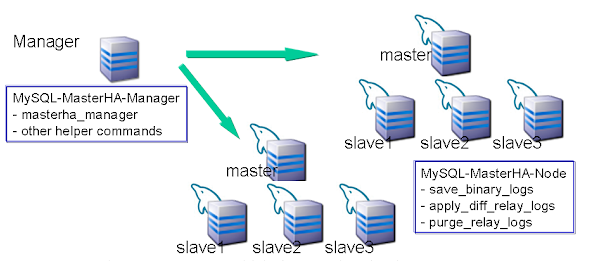 Manager
MySQL-MasterHA-Manager
- masterha_manager
- other helper commands
master
slave1 slave2 slave3
master
slave1 slave2 slave3
MySQL-MasterHA-Node
- save_binary_logs
- apply_diff_relay_logs
- purge_relay_logs